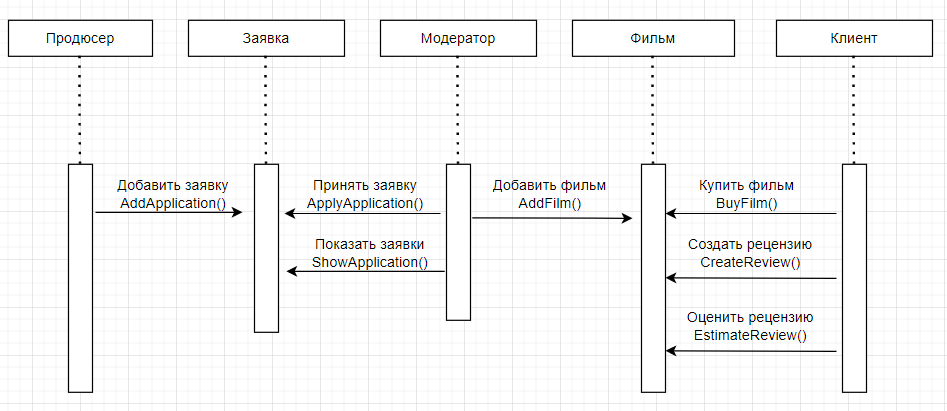 Продюсер
Заявка
Модератор
Фильм
Клиент
Добавить заявку
AddApplication()
Принять заявку
ApplyApplication()
Добавить фильм
AddFilm()
Купить фильм
BuyFilm()
Показать заявки
ShowApplication()
Создать рецензию
CreateReview()
Оценить рецензию
EstimateReview()